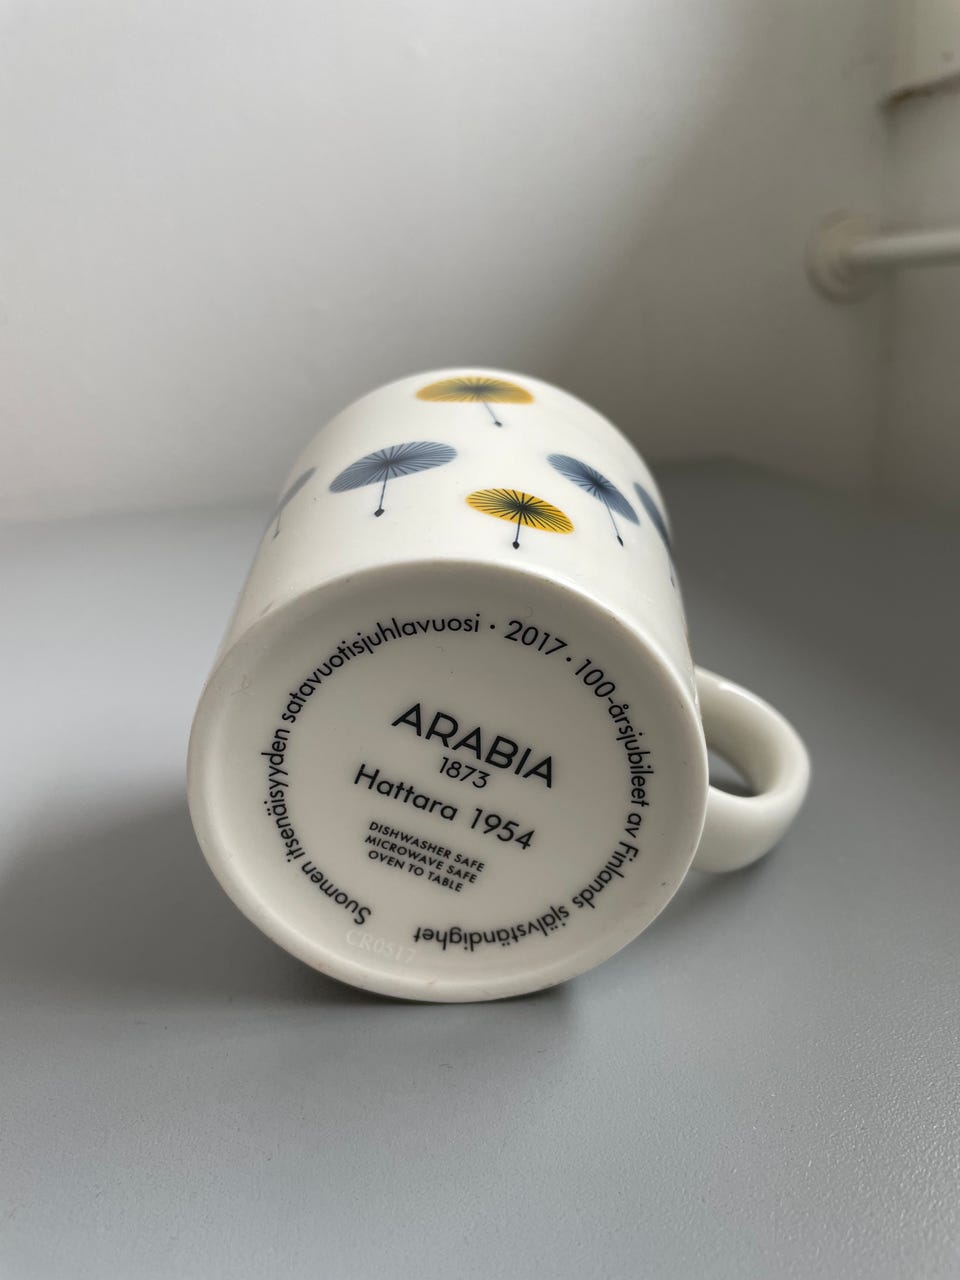 Suomen itsenäisyyden satavuotisjuhlavuosi · 2017 · 100-årsjubileet av Finlands självständighet
ARABIA
1873
Hattara 1954
DISHWASHER SAFE
MICROWAVE SAFE
OVEN TO TABLE
CR0517